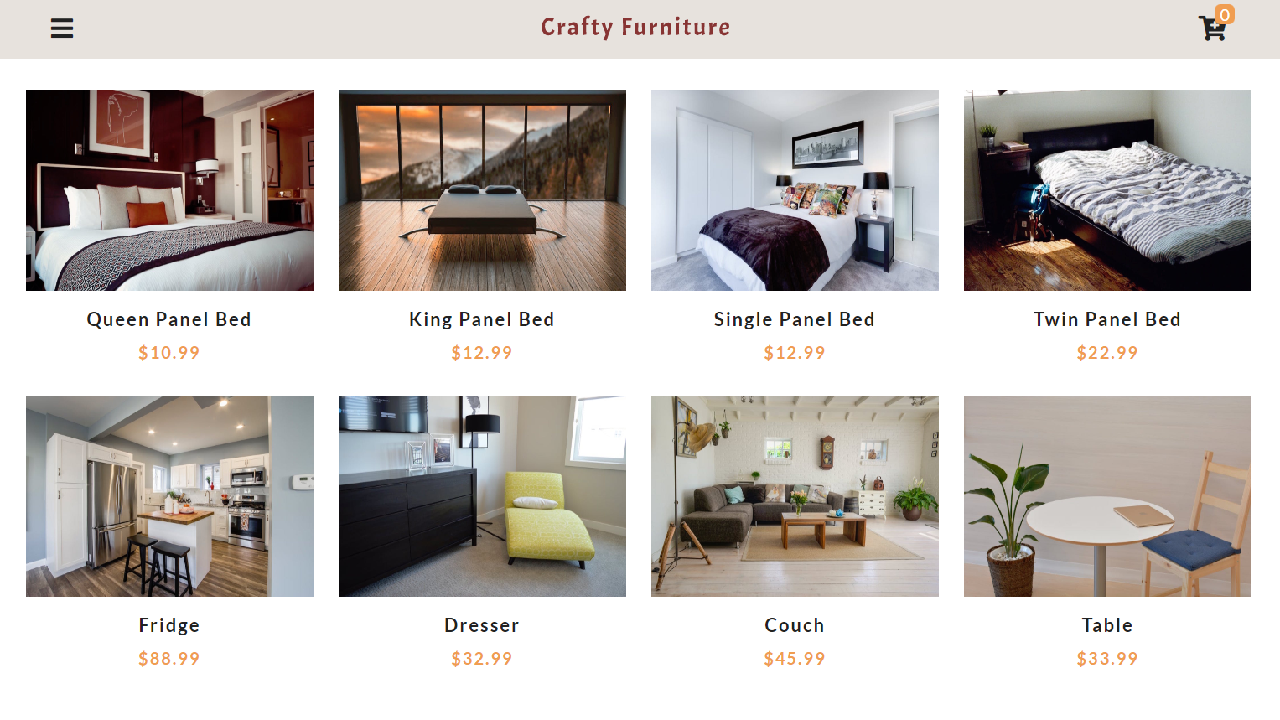 Crafty Furniture
0
Queen Panel Bed
King Panel Bed
Single Panel Bed
Twin Panel Bed
$10.99
$12.99
$12.99
$22.99
Fridge
Dresser
Couch
Table
$88.99
$32.99
$45.99
$33.99